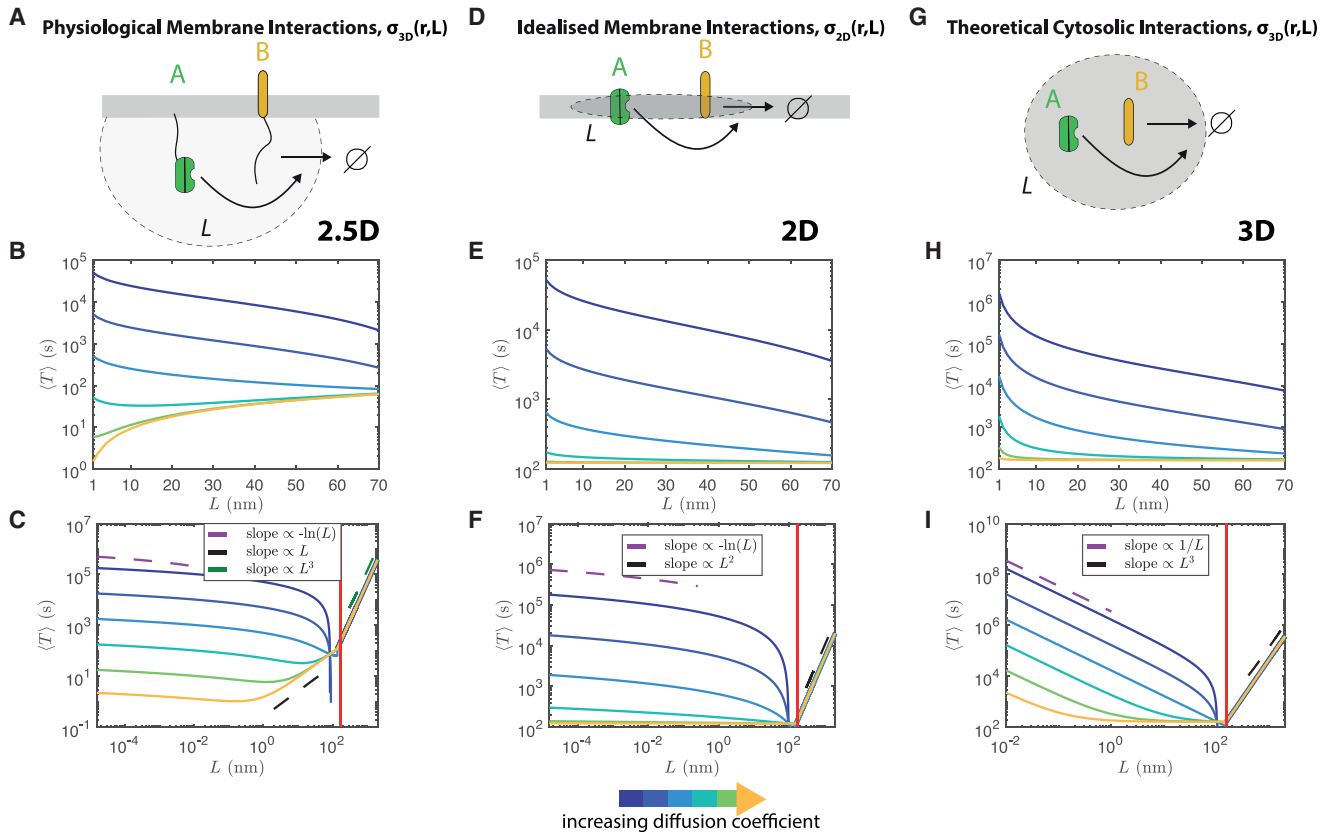 A Physiological Membrane Interactions, σ3D(r,L)
A
B
L
∅
2.5D
D Idealised Membrane Interactions, σ2D(r,L)
A
B
L
∅
2D
G Theoretical Cytosolic Interactions, σ3D(r,L)
A
B
L
∅
3D
B
⟨T⟩ (s)
10^5
10^4
10^3
10^2
10^1
10^0
1 10 20 30 40 50 60 70
L (nm)
E
⟨T⟩ (s)
10^5
10^4
10^3
10^2
1 10 20 30 40 50 60 70
L (nm)
H
⟨T⟩ (s)
10^7
10^6
10^5
10^4
10^3
10^2
1 10 20 30 40 50 60 70
L (nm)
C
⟨T⟩ (s)
10^7
10^5
10^3
10^1
10^-1
slope ∝ -ln(L)
slope ∝ L
slope ∝ L^3
10^-4 10^-2 10^0 10^2
L (nm)
F
⟨T⟩ (s)
10^7
10^6
10^5
10^4
10^3
10^2
slope ∝ -ln(L)
slope ∝ L^2
10^-4 10^-2 10^0 10^2
L (nm)
I
⟨T⟩ (s)
10^10
10^8
10^6
10^4
10^2
slope ∝ 1/L
slope ∝ L^3
10^-2 10^0 10^2
L (nm)
increasing diffusion coefficient